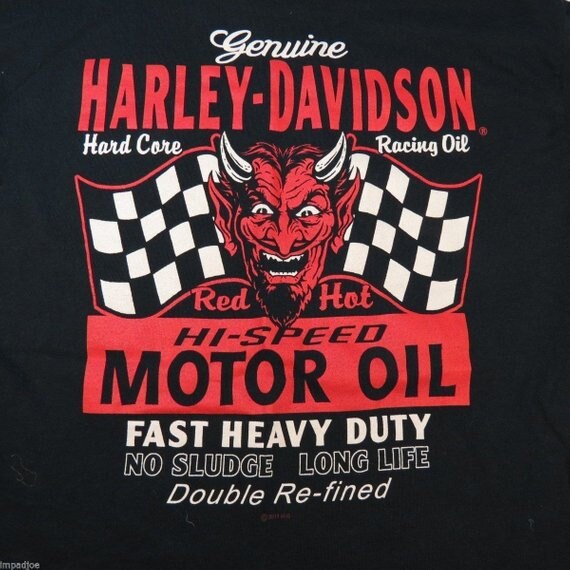 Genuine
HARLEY-DAVIDSON®
Hard Core Racing Oil
Red Hot
HI-SPEED
MOTOR OIL
FAST HEAVY DUTY
NO SLUDGE LONG LIFE
Double Re-fined
impadjoe